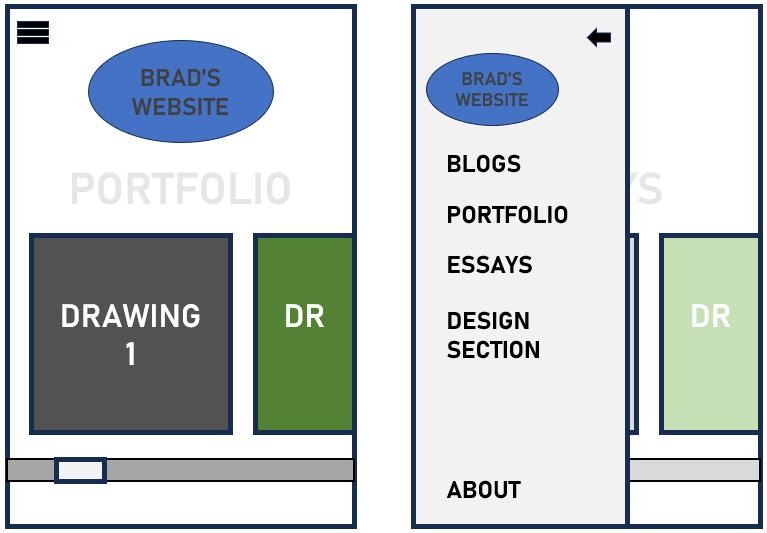 BRAD'S
WEBSITE
PORTFOLIO
DRAWING
1
DR
BRAD'S
WEBSITE
BLOGS
PORTFOLIO
ESSAYS
DESIGN
SECTION
ABOUT
YS
DR